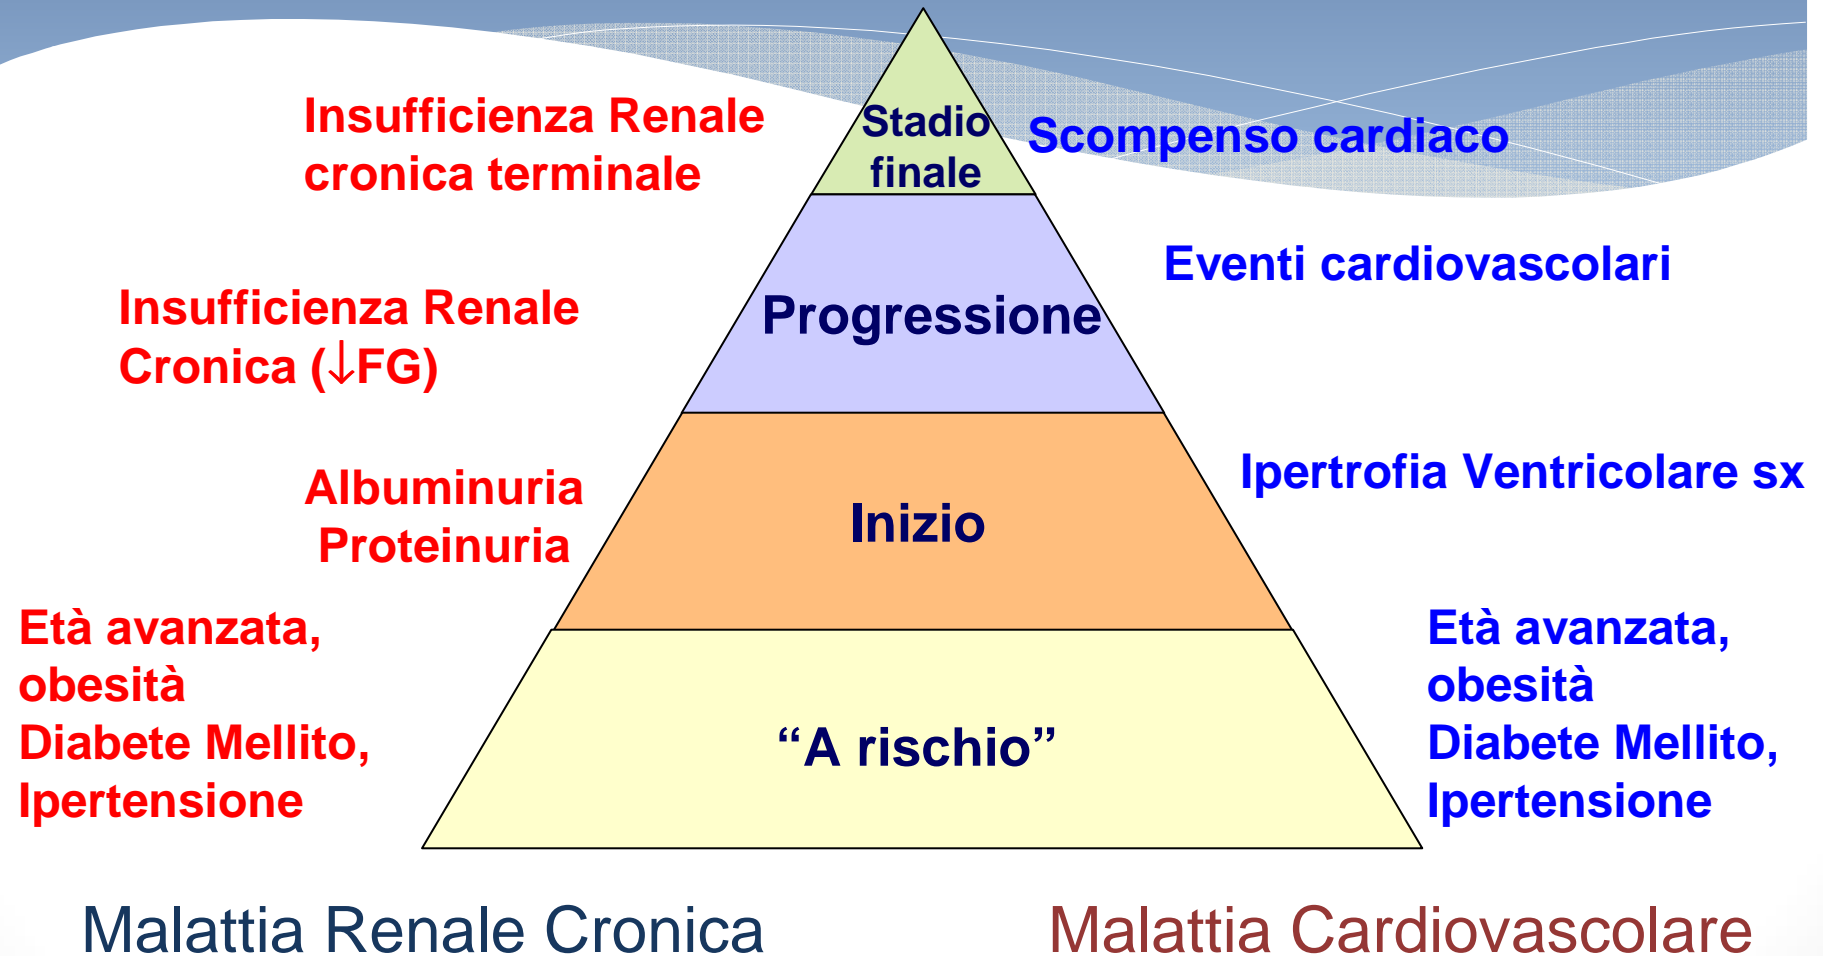 Insufficienza Renale
cronica terminale
Stadio
finale
Scompenso cardiaco
Eventi cardiovascolari
Insufficienza Renale
Cronica (↓FG)
Progressione
Albuminuria
Proteinuria
Inizio
Ipertrofia Ventricolare sx
Età avanzata,
obesità
Diabete Mellito,
Ipertensione
“A rischio”
Età avanzata,
obesità
Diabete Mellito,
Ipertensione
Malattia Renale Cronica
Malattia Cardiovascolare